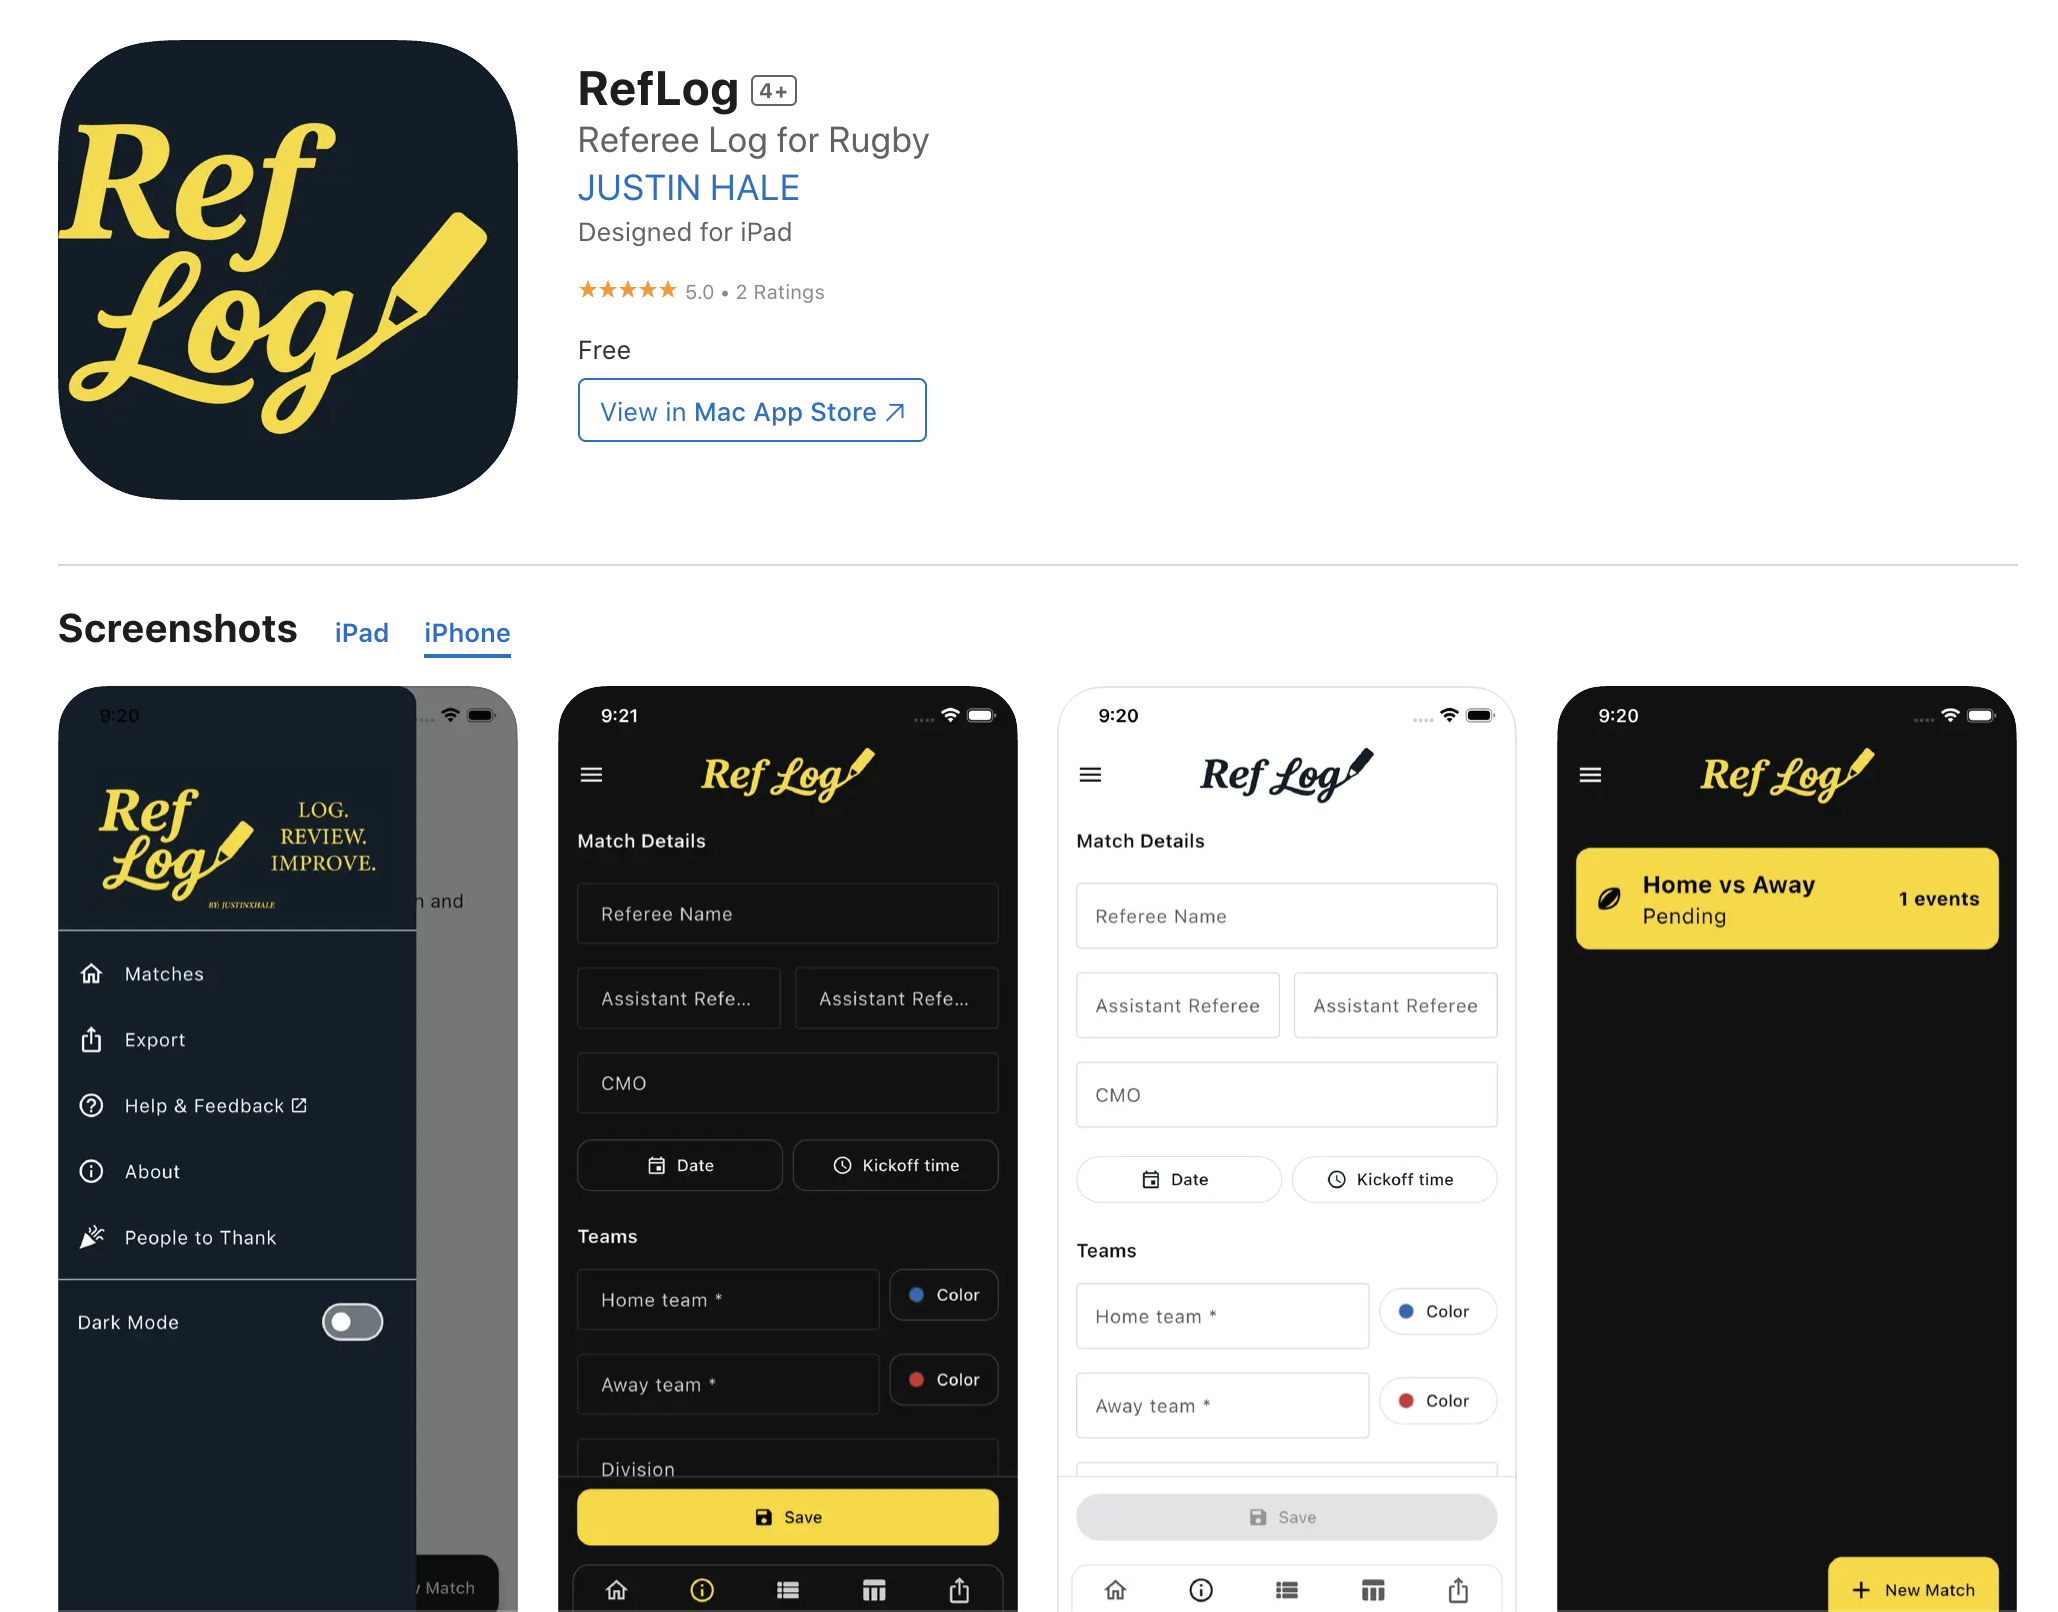 Ref
Log
RefLog 4+
Referee Log for Rugby
JUSTIN HALE
Designed for iPad
5.0 • 2 Ratings
Free
View in Mac App Store
Screenshots iPad iPhone
9:20
Ref
Log
LOG.
REVIEW.
IMPROVE.
BY: JUSTINXHALE
and
Matches
Export
Help & Feedback
About
People to Thank
Dark Mode
Match
9:21
Ref Log
Match Details
Referee Name
Assistant Refe... Assistant Refe...
CMO
Date Kickoff time
Teams
Home team * Color
Away team * Color
Division
Save
9:20
Ref Log
Match Details
Referee Name
Assistant Referee Assistant Referee
CMO
Date Kickoff time
Teams
Home team * Color
Away team * Color
Save
9:20
Ref Log
Home vs Away
Pending
1 events
New Match